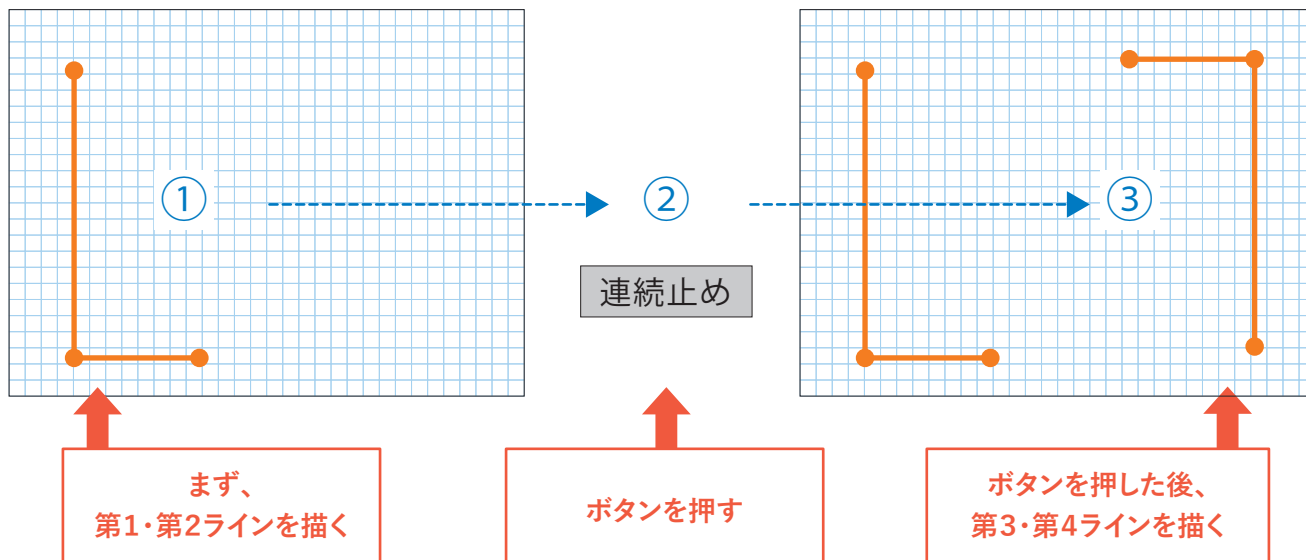 ①
②
③
連続止め
まず、
第1・第2ラインを描く
ボタンを押す
ボタンを押した後、
第3・第4ラインを描く